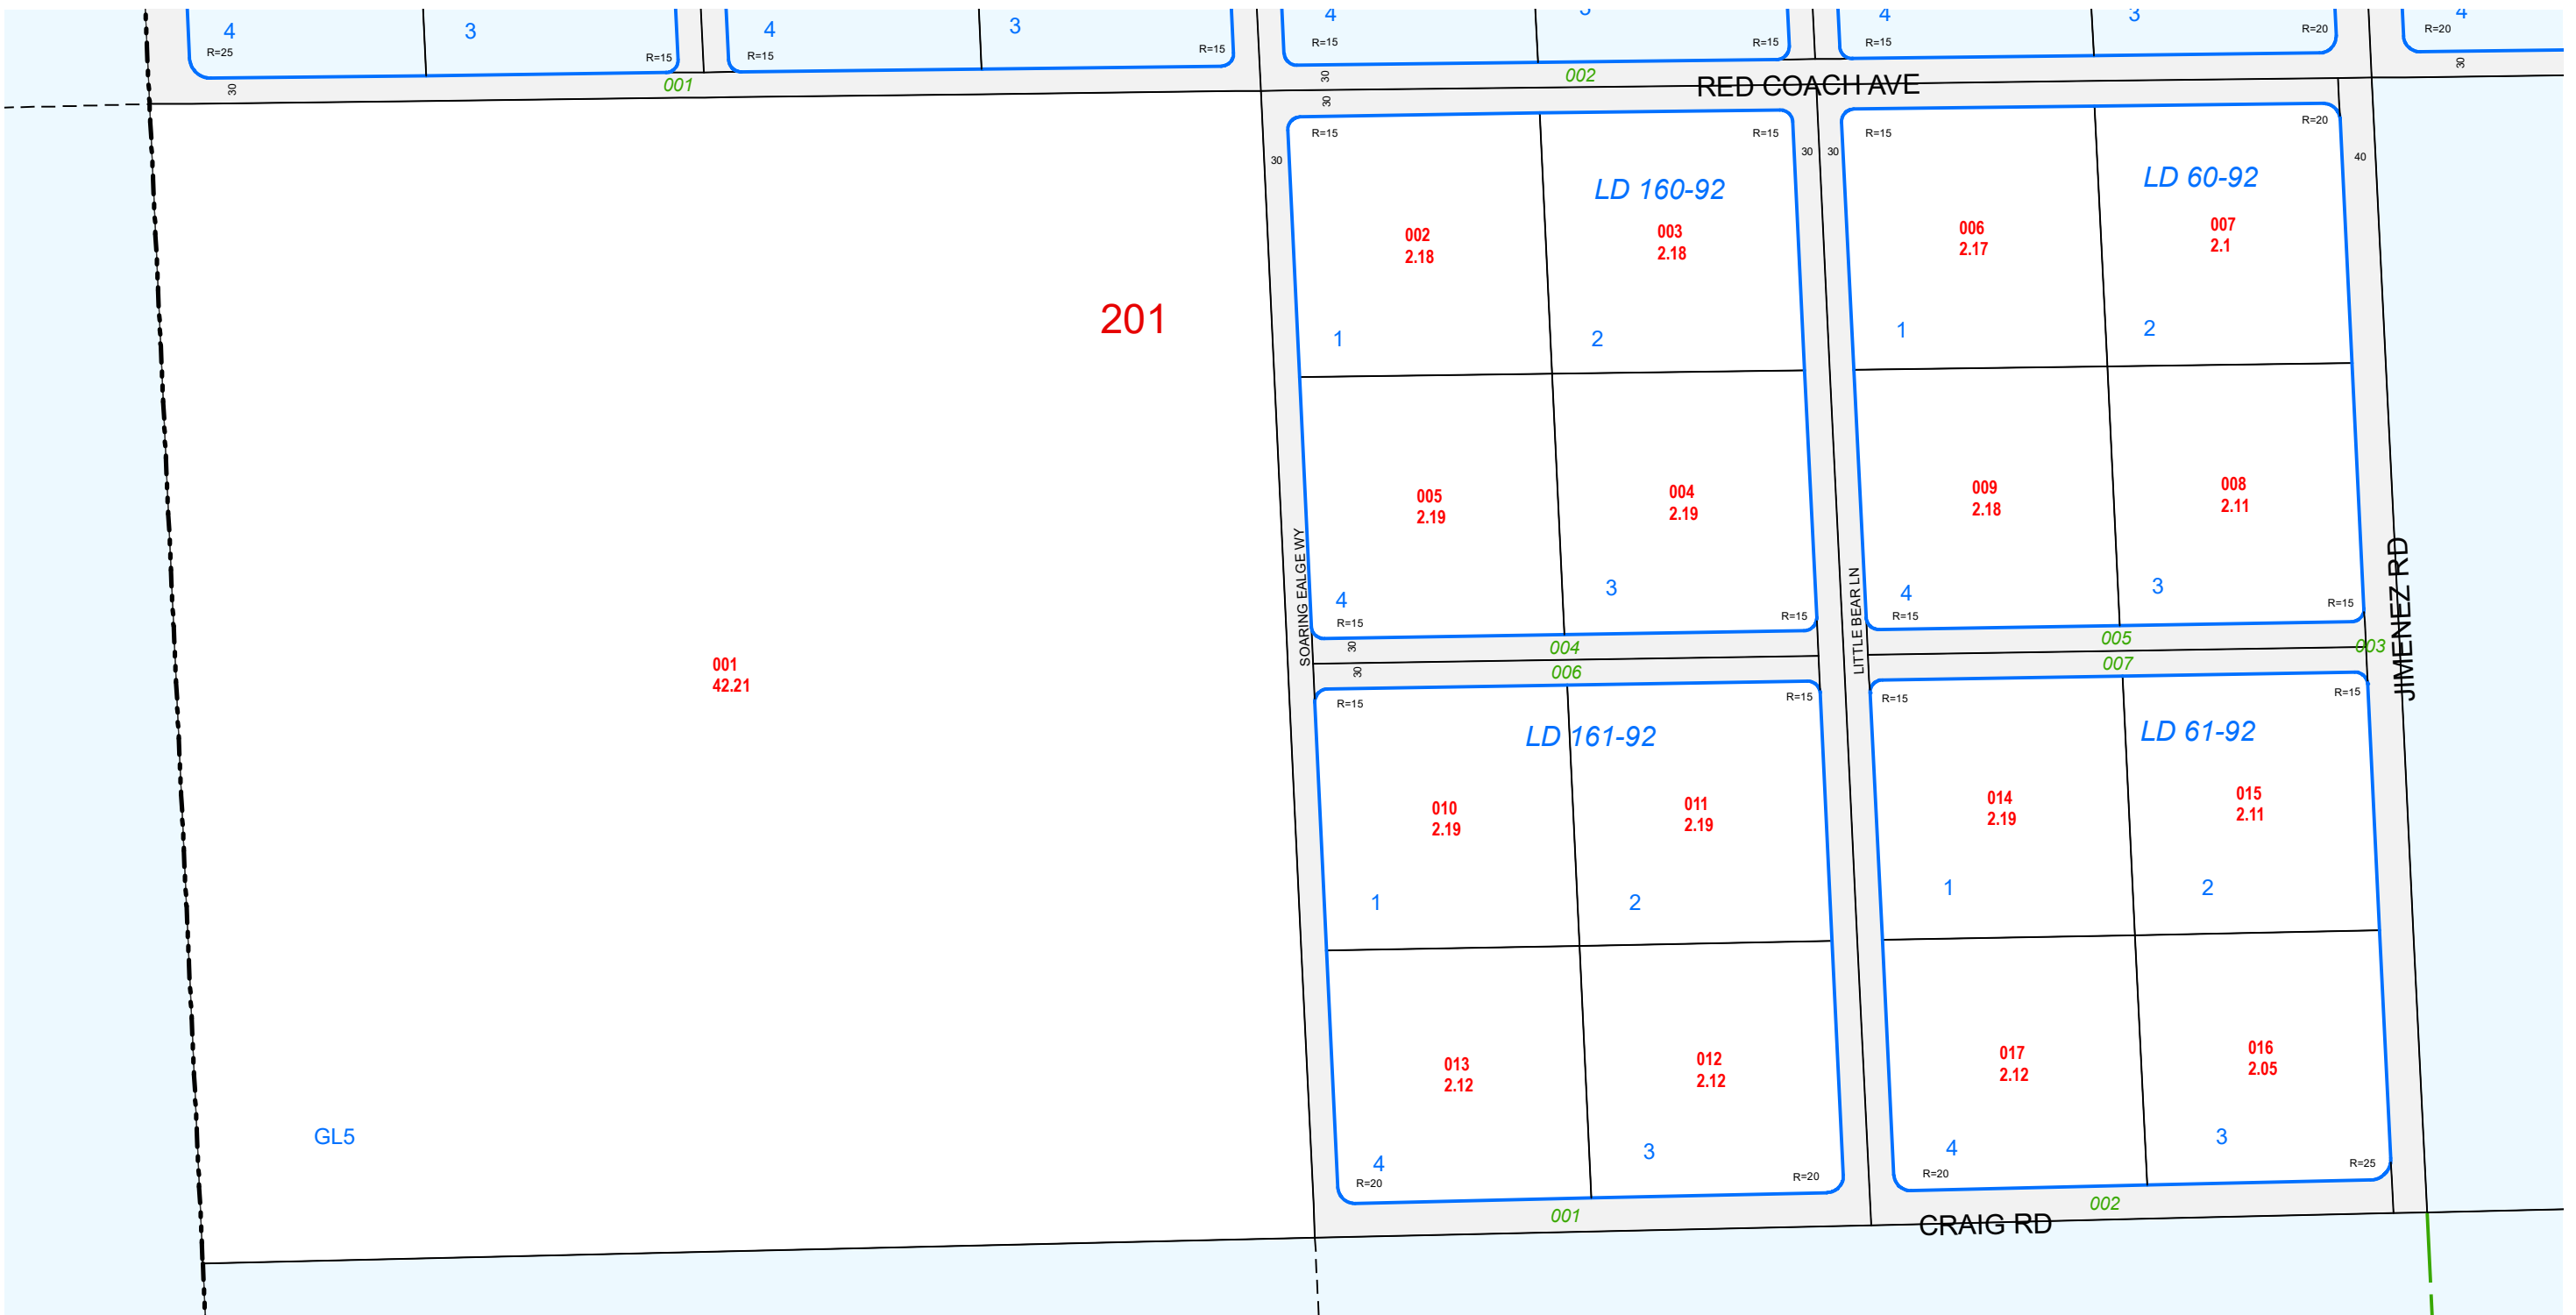 4
3
4
3
4
3
4
3
4
R=25
R=15
R=15
R=15
R=15
R=15
R=15
R=20
R=20
30
001
30
002
RED COACH AVE
30
30
R=15
R=15
R=15
R=20
30
30
30
40
LD 160-92
LD 60-92
002
2.18
003
2.18
006
2.17
007
2.1
201
1
2
1
2
005
2.19
004
2.19
009
2.18
008
2.11
SOARING EALGE WY
LITTLE BEAR LN
JIMENEZ RD
4
3
4
3
R=15
R=15
R=15
R=15
30
004
005
003
001
42.21
30
006
007
R=15
R=15
R=15
R=15
LD 161-92
LD 61-92
010
2.19
011
2.19
014
2.19
015
2.11
1
2
1
2
013
2.12
012
2.12
017
2.12
016
2.05
GL5
4
3
4
3
R=20
R=20
R=20
R=25
001
002
CRAIG RD